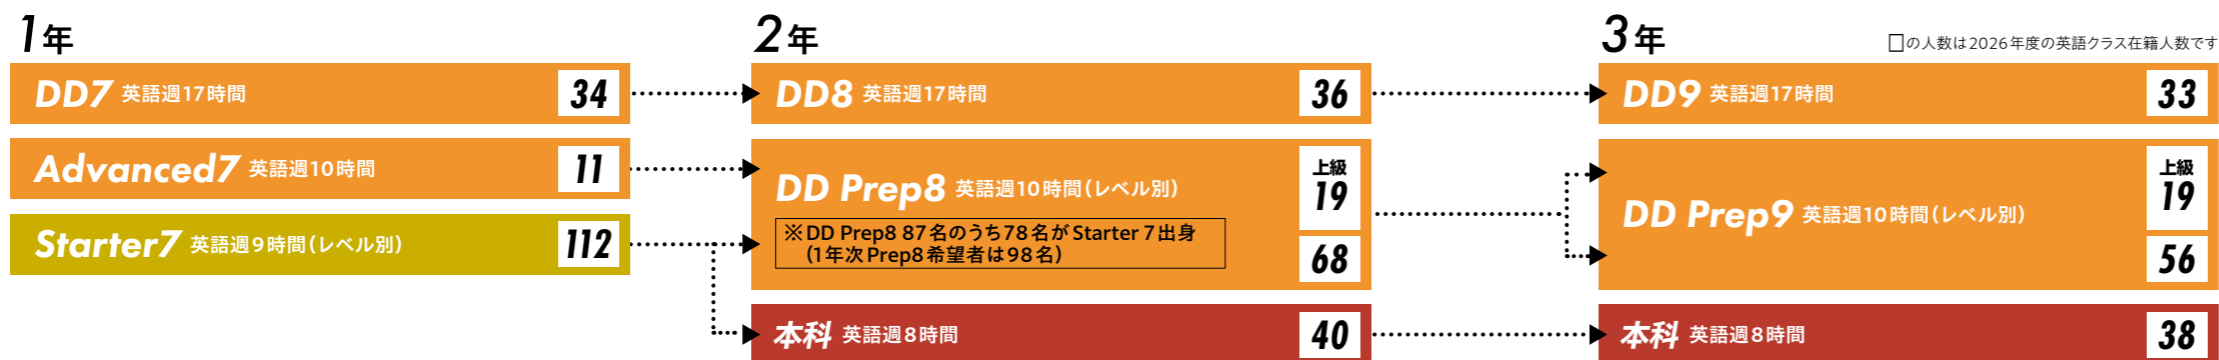 1年
DD7 英語週17時間 34
Advanced7 英語週10時間 11
Starter7 英語週9時間(レベル別) 112
2年
DD8 英語週17時間 36
DD Prep8 英語週10時間(レベル別)
※DD Prep8 87名のうち78名がStarter 7出身
(1年次Prep8希望者は98名)
上級
19
68
本科 英語週8時間 40
3年
□の人数は2026年度の英語クラス在籍人数です
DD9 英語週17時間 33
DD Prep9 英語週10時間(レベル別)
上級
19
56
本科 英語週8時間 38